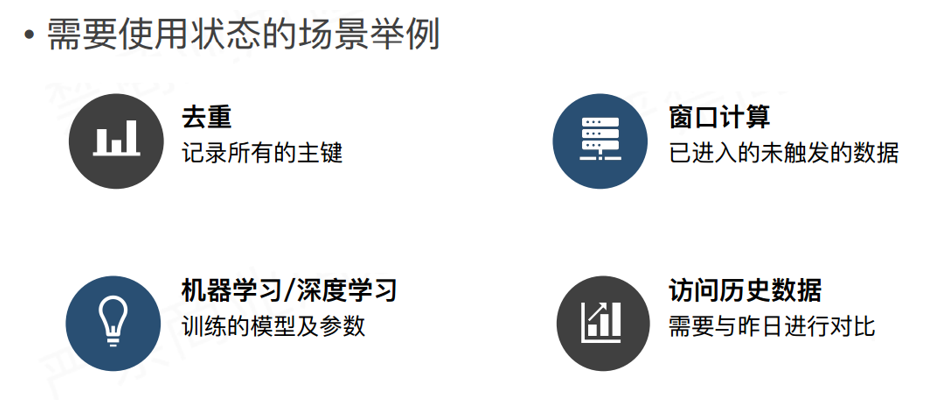 • 需要使用状态的场景举例
去重
记录所有的主键
窗口计算
已进入的未触发的数据
机器学习/深度学习
训练的模型及参数
访问历史数据
需要与昨日进行对比